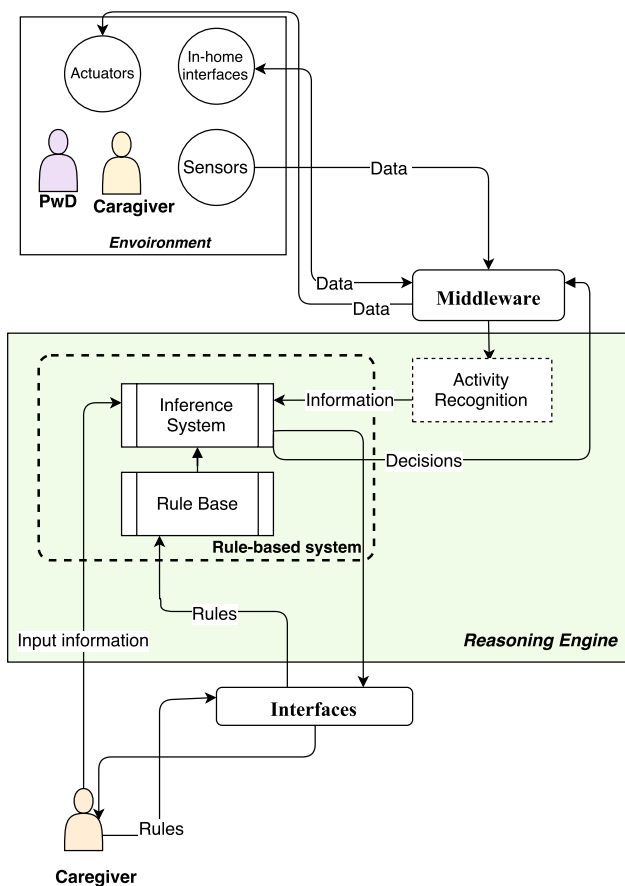 Actuators
In-home
interfaces
Sensors
PwD
Caragiver
Envoironment
Data
Data
Data
Middleware
Activity
Recognition
Information
Inference
System
Decisions
Rule Base
Rule-based system
Rules
Input information
Reasoning Engine
Interfaces
Rules
Caregiver